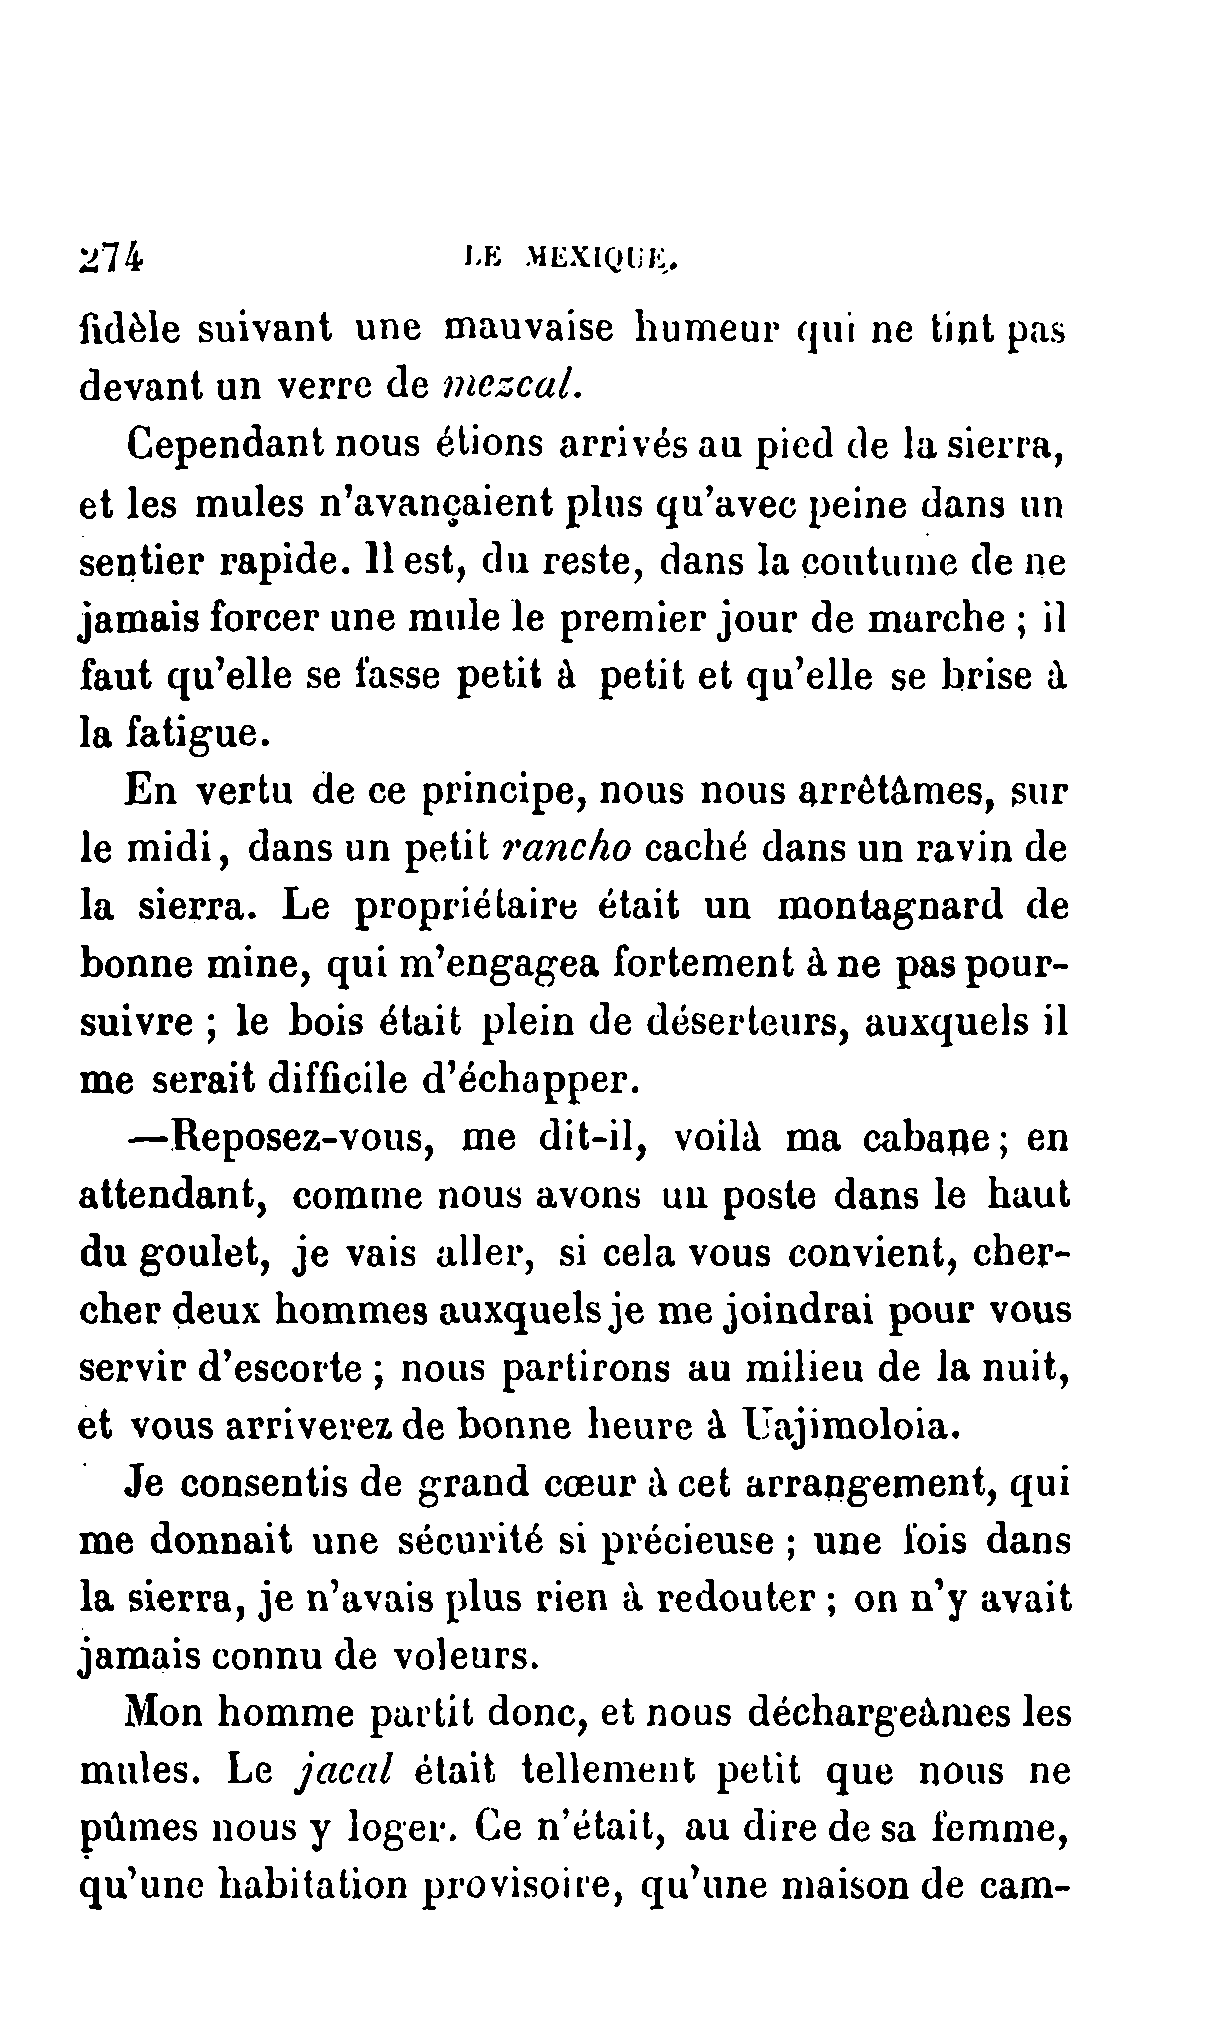 274 LE MEXIQUE.
fidèle suivant une mauvaise humeur qui ne tint pas
devant un verre de mezcal.
Cependant nous étions arrivés au pied de la sierra,
et les mules n'avançaient plus qu'avec peine dans un
sentier rapide. Il est, du reste, dans la coutume de ne
jamais forcer une mule le premier jour de marche ; il
faut qu'elle se fasse petit à petit et qu'elle se brise à
la fatigue.
En vertu de ce principe, nous nous arrêtâmes, sur
le midi, dans un petit rancho caché dans un ravin de
la sierra. Le propriétaire était un montagnard de
bonne mine, qui m'engagea fortement à ne pas pour-
suivre ; le bois était plein de déserteurs, auxquels il
me serait difficile d'échapper.
—Reposez-vous, me dit-il, voilà ma cabane ; en
attendant, comme nous avons un poste dans le haut
du goulet, je vais aller, si cela vous convient, cher-
cher deux hommes auxquels je me joindrai pour vous
servir d'escorte ; nous partirons au milieu de la nuit,
et vous arriverez de bonne heure à Uajimoloia.
Je consentis de grand cœur à cet arrangement, qui
me donnait une sécurité si précieuse ; une fois dans
la sierra, je n'avais plus rien à redouter ; on n'y avait
jamais connu de voleurs.
Mon homme partit donc, et nous déchargeâmes les
mules. Le jacal était tellement petit que nous ne
pûmes nous y loger. Ce n'était, au dire de sa femme,
qu'une habitation provisoire, qu'une maison de cam-